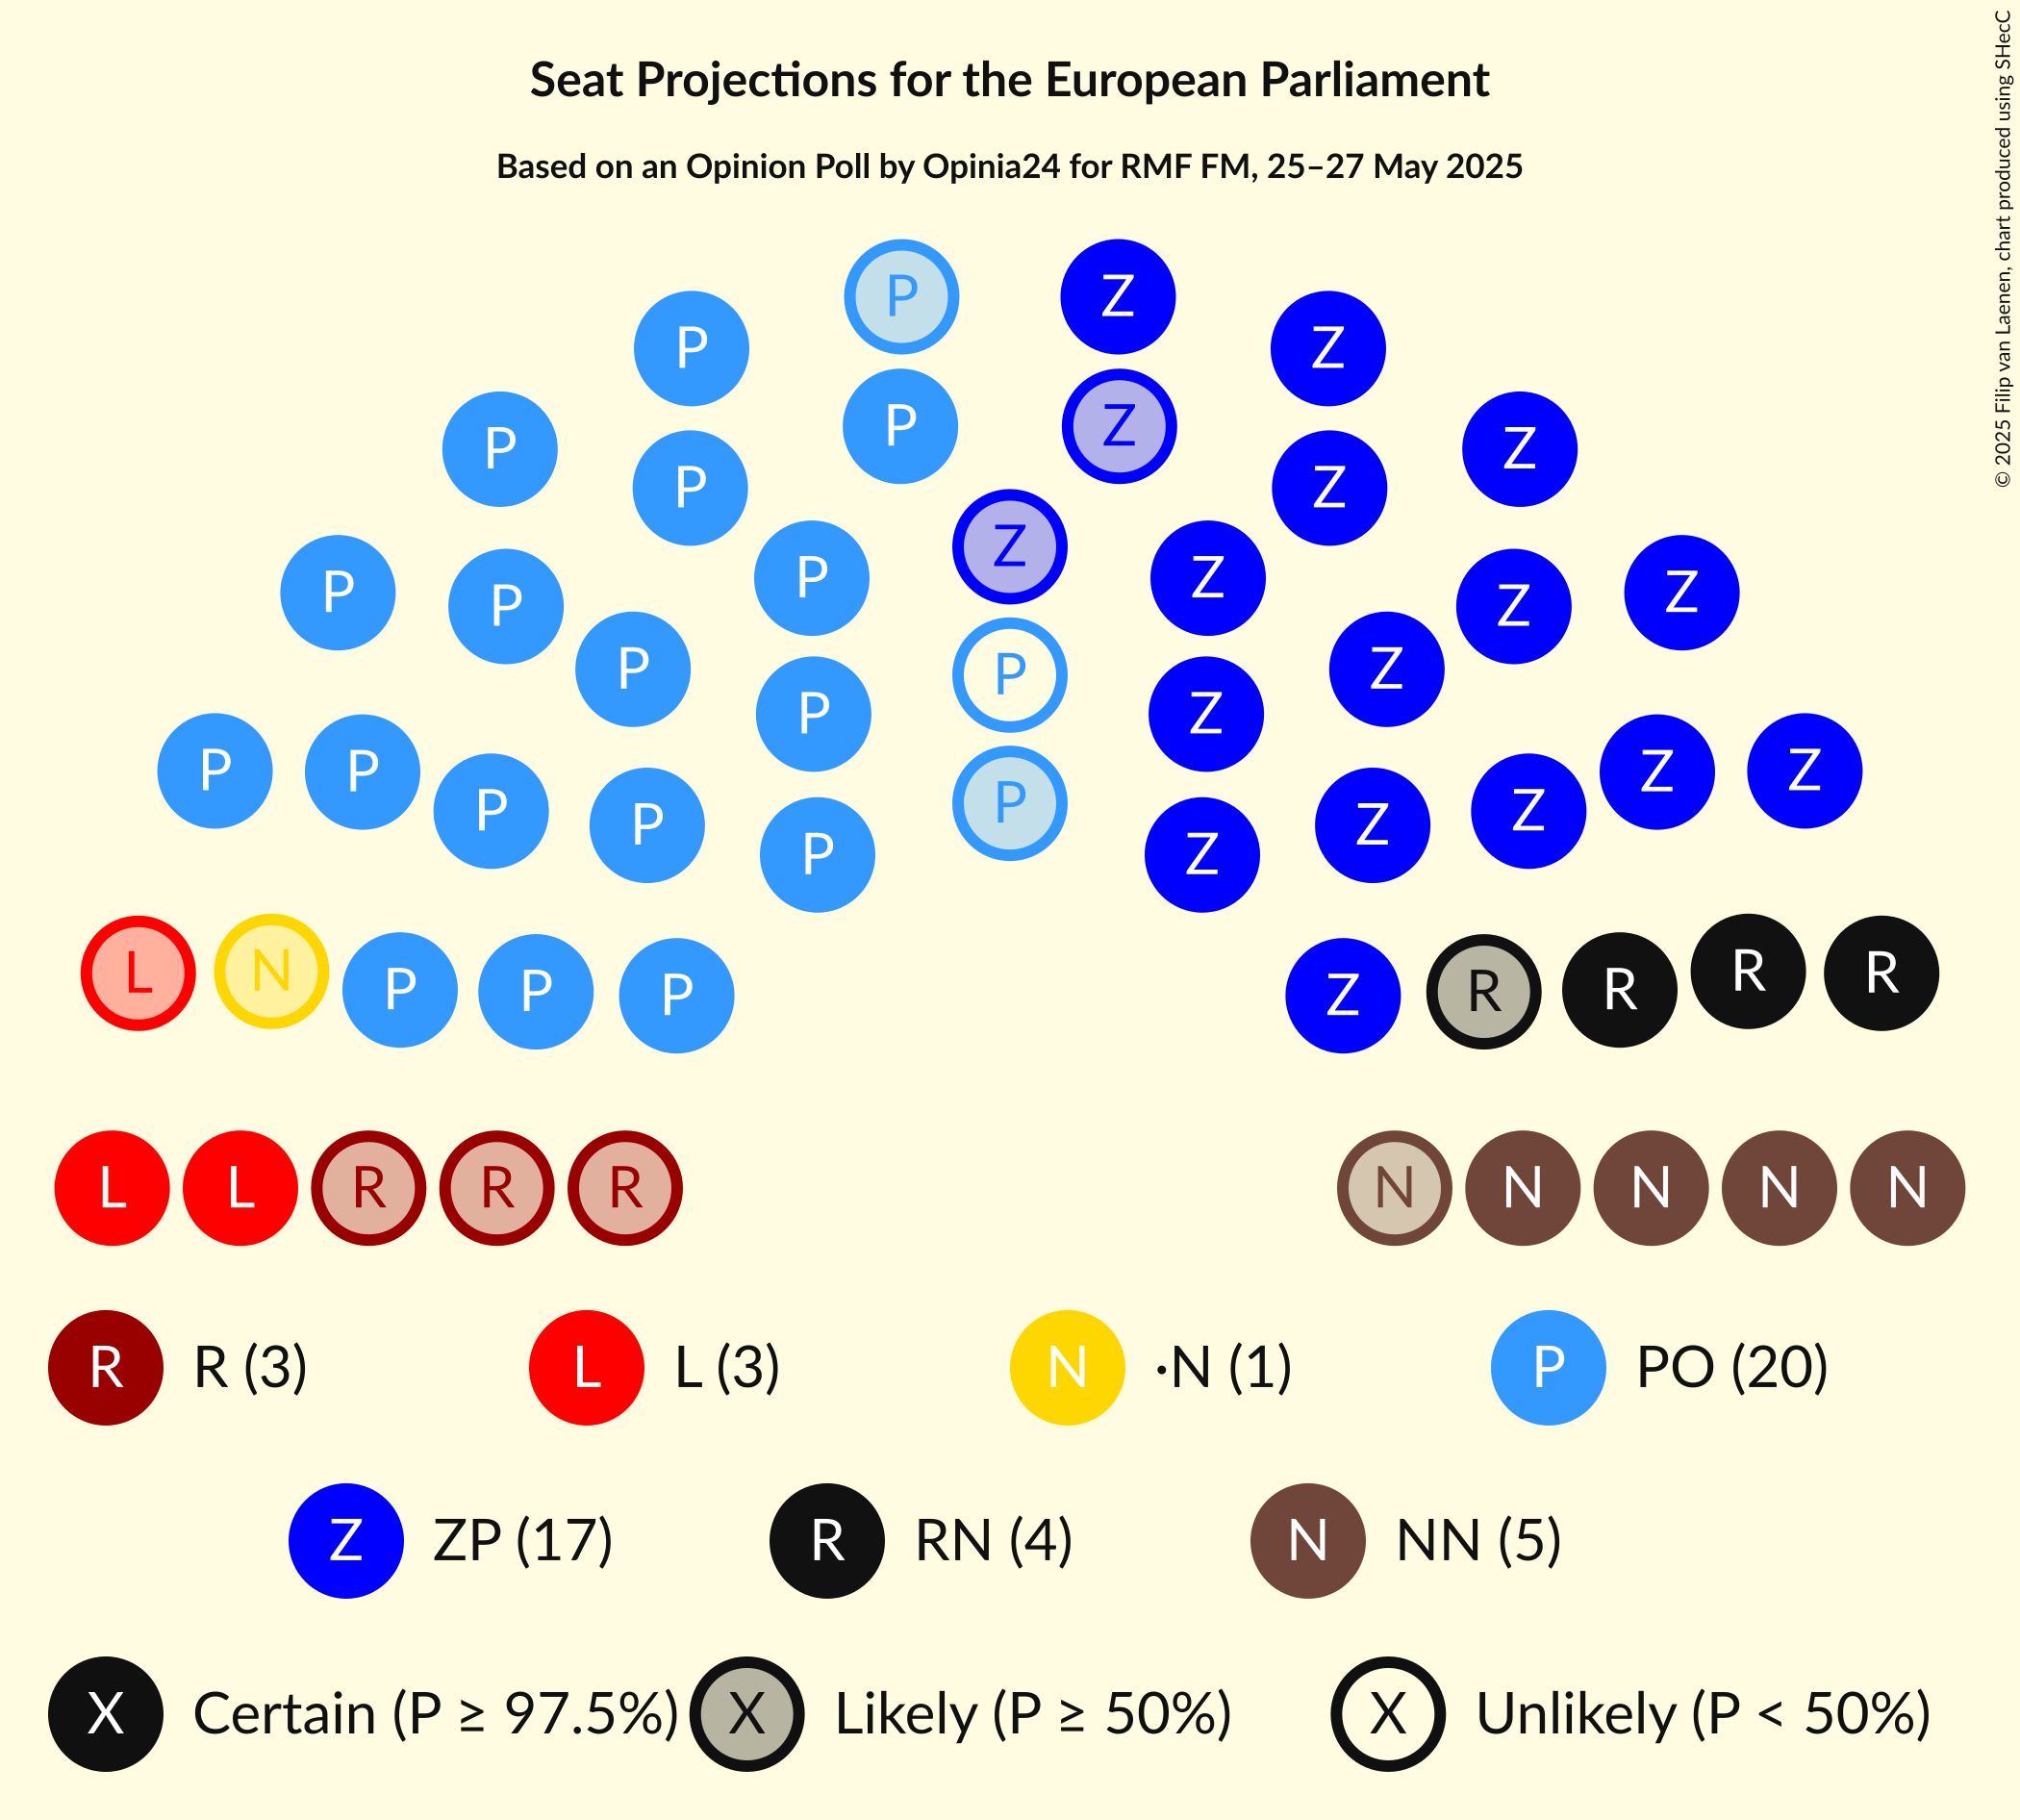 Seat Projections for the European Parliament
Based on an Opinion Poll by Opinia24 for RMF FM, 25–27 May 2025
© 2025 Filip van Laenen, chart produced using SHecC
P Z
P Z
P Z
P Z
P Z
Z
P Z
P Z
P Z
P Z
P
P Z
P Z
P Z
P
P Z
P Z
P Z
L N P P P Z R R R R
L L R R R N N N N N
R R (3) L L (3) N ·N (1) P PO (20)
Z ZP (17) R RN (4) N NN (5)
X Certain (P ≥ 97.5%) X Likely (P ≥ 50%) X Unlikely (P < 50%)